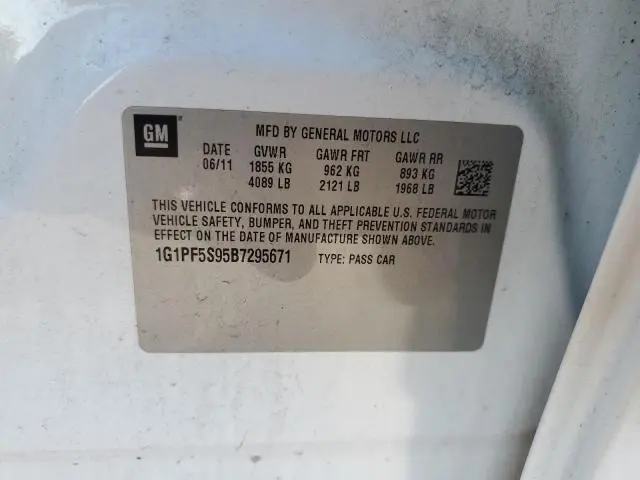 GM
MFD BY GENERAL MOTORS LLC
DATE GVWR GAWR FRT GAWR RR
06/11 1855 KG 962 KG 893 KG
4089 LB 2121 LB 1968 LB
THIS VEHICLE CONFORMS TO ALL APPLICABLE U.S. FEDERAL MOTOR
VEHICLE SAFETY, BUMPER, AND THEFT PREVENTION STANDARDS IN
EFFECT ON THE DATE OF MANUFACTURE SHOWN ABOVE.
1G1PF5S95B7295671 TYPE: PASS CAR